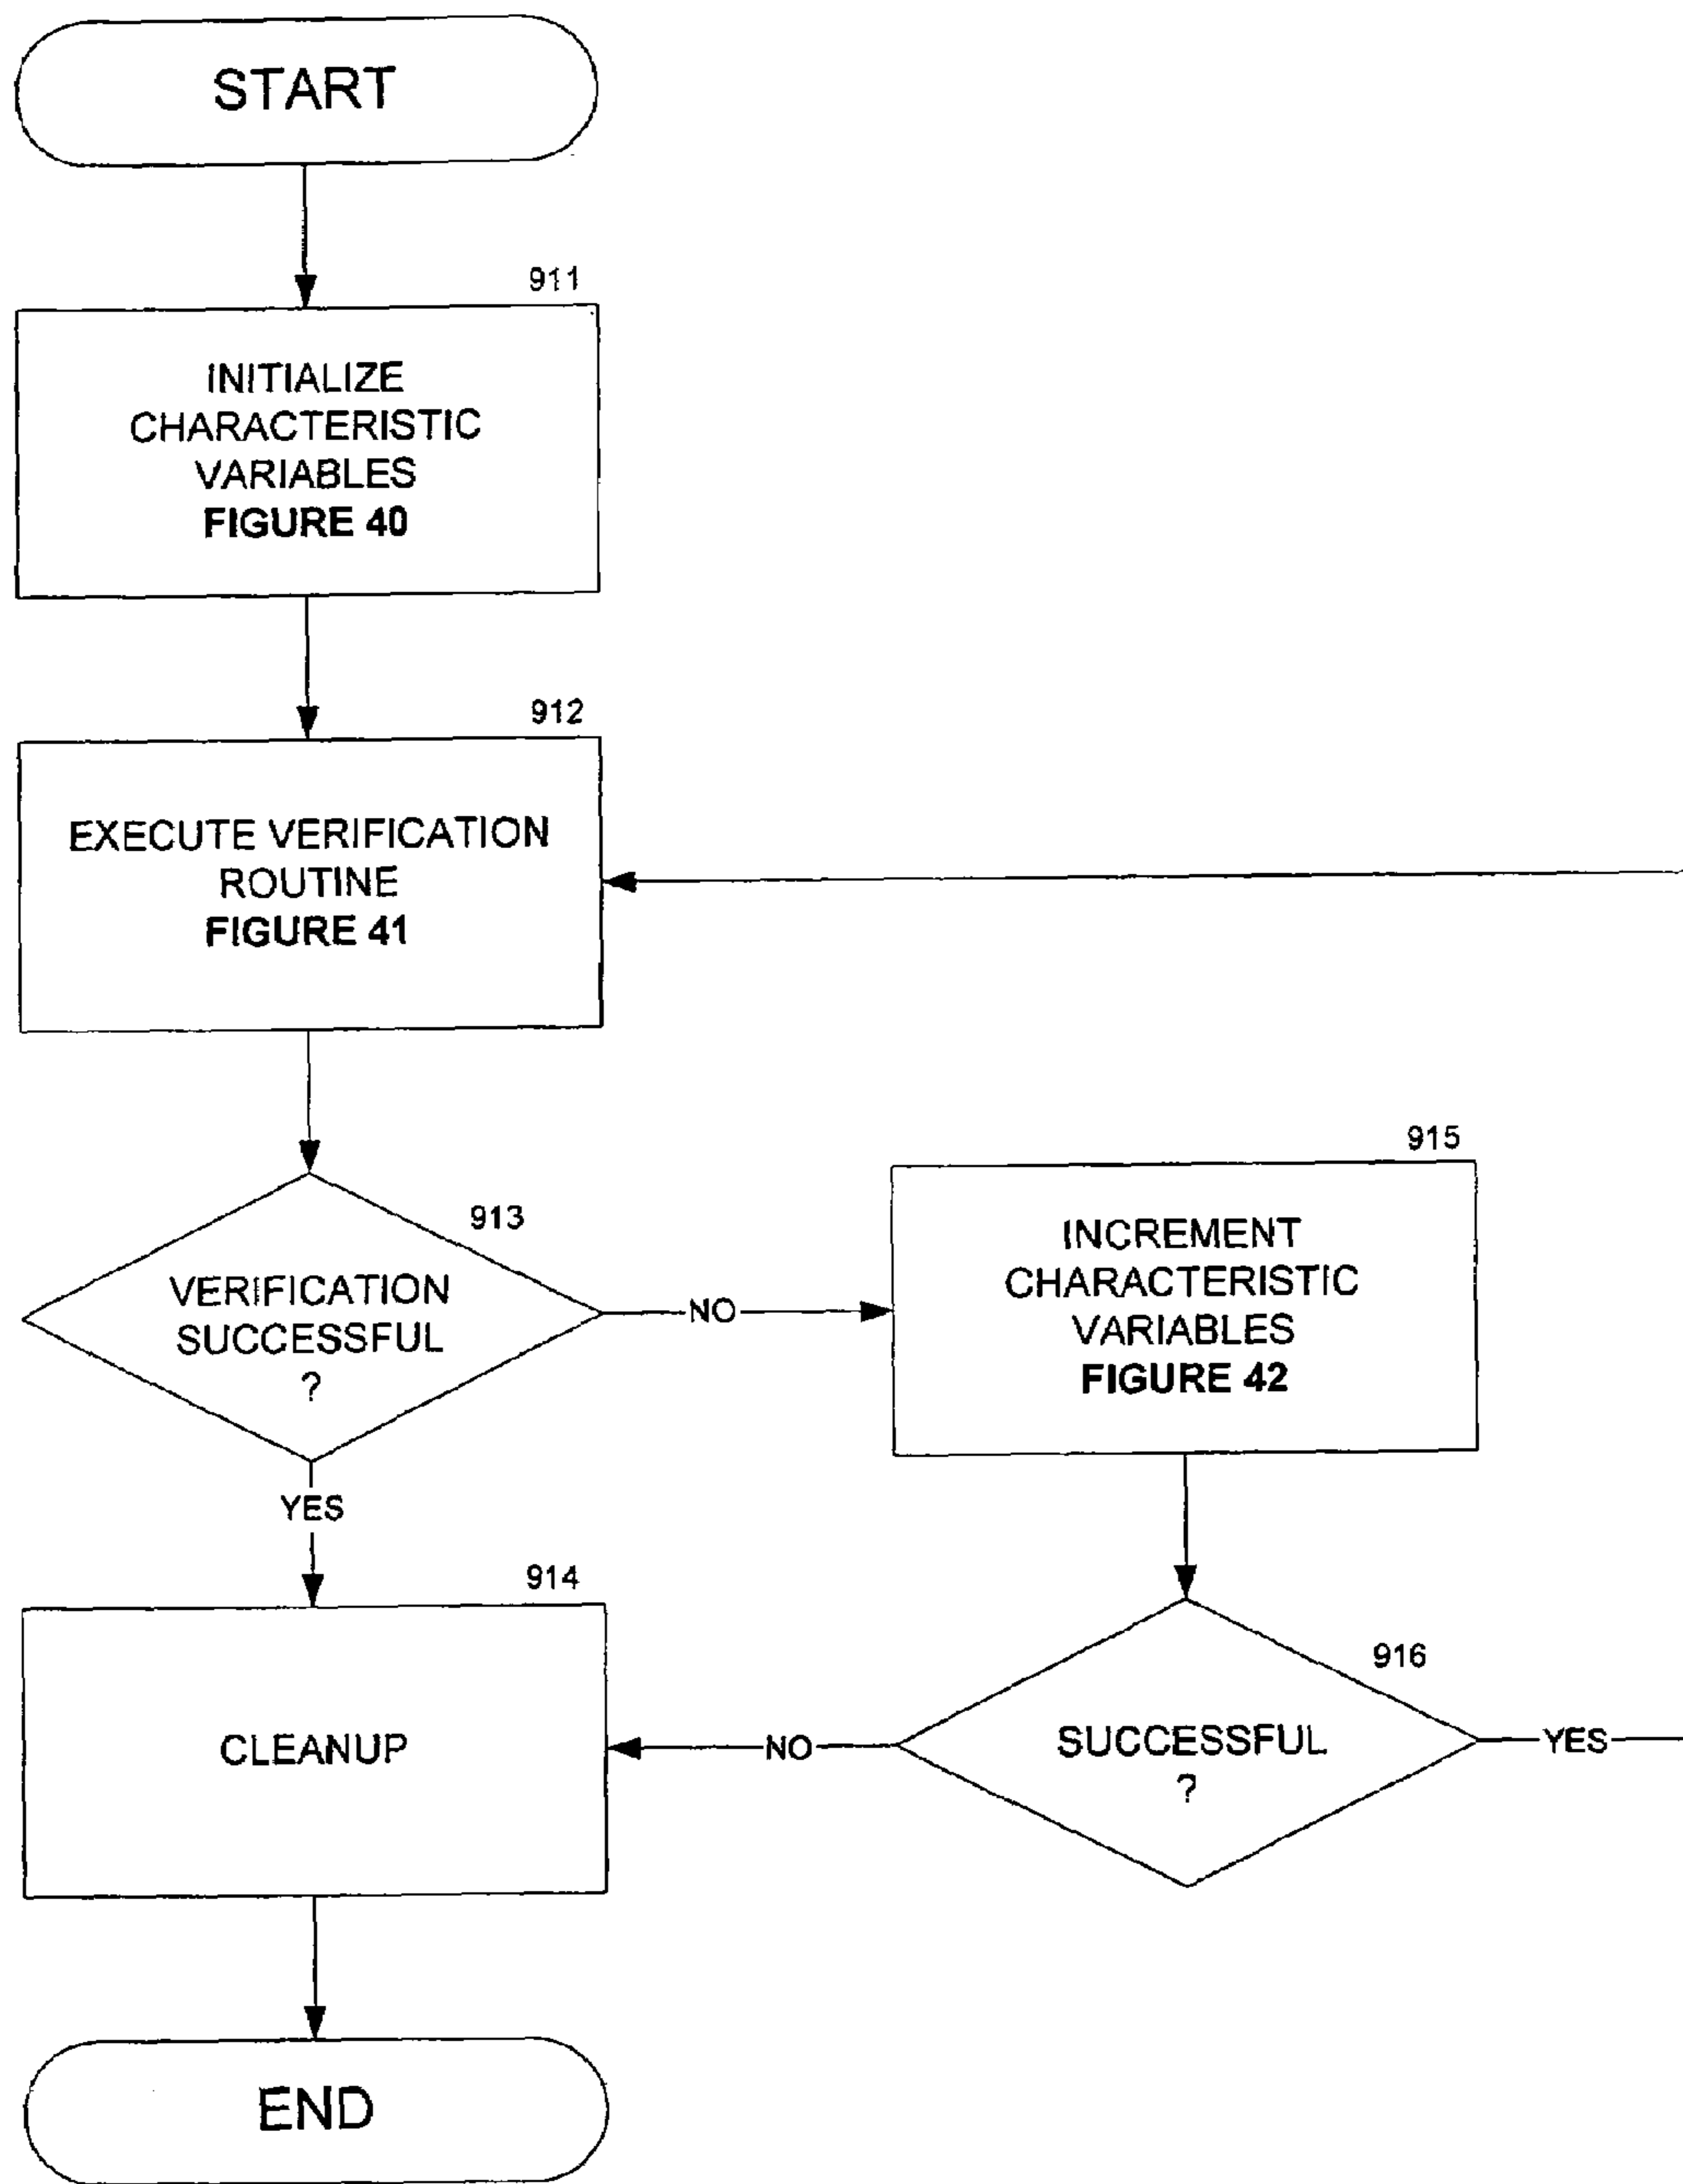 START
911
INITIALIZE
CHARACTERISTIC
VARIABLES
FIGURE 40
912
EXECUTE VERIFICATION
ROUTINE
FIGURE 41
913
VERIFICATION
SUCCESSFUL
?
NO
915
INCREMENT
CHARACTERISTIC
VARIABLES
FIGURE 42
YES
914
CLEANUP
916
SUCCESSFUL
?
NO
YES
END